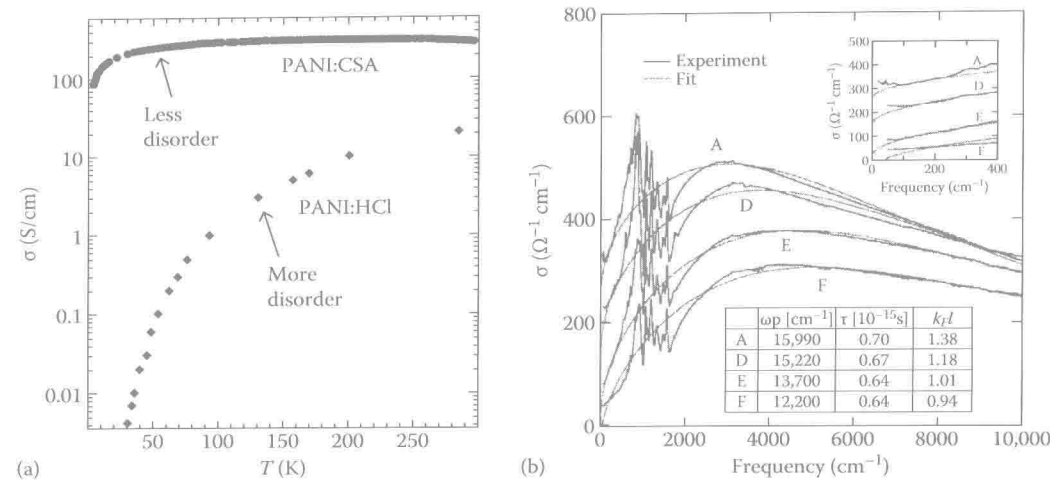 100
10
1
0.1
0.01
σ (S/cm)
PANI:CSA
Less
disorder
PANI:HCl
More
disorder
50
100
150
200
250
T (K)
(a)
800
600
400
200
0
σ (Ω⁻¹ cm⁻¹)
Experiment
Fit
A
D
E
F
500
400
300
200
100
0
σ (Ω⁻¹ cm⁻¹)
A
D
E
F
0
200
400
Frequency (cm⁻¹)
ωp [cm⁻¹] τ [10⁻¹⁵s] k_Fl
A 15,990 0.70 1.38
D 15,220 0.67 1.18
E 13,700 0.64 1.01
F 12,200 0.64 0.94
0 2000 4000 6000 8000 10,000
Frequency (cm⁻¹)
(b)